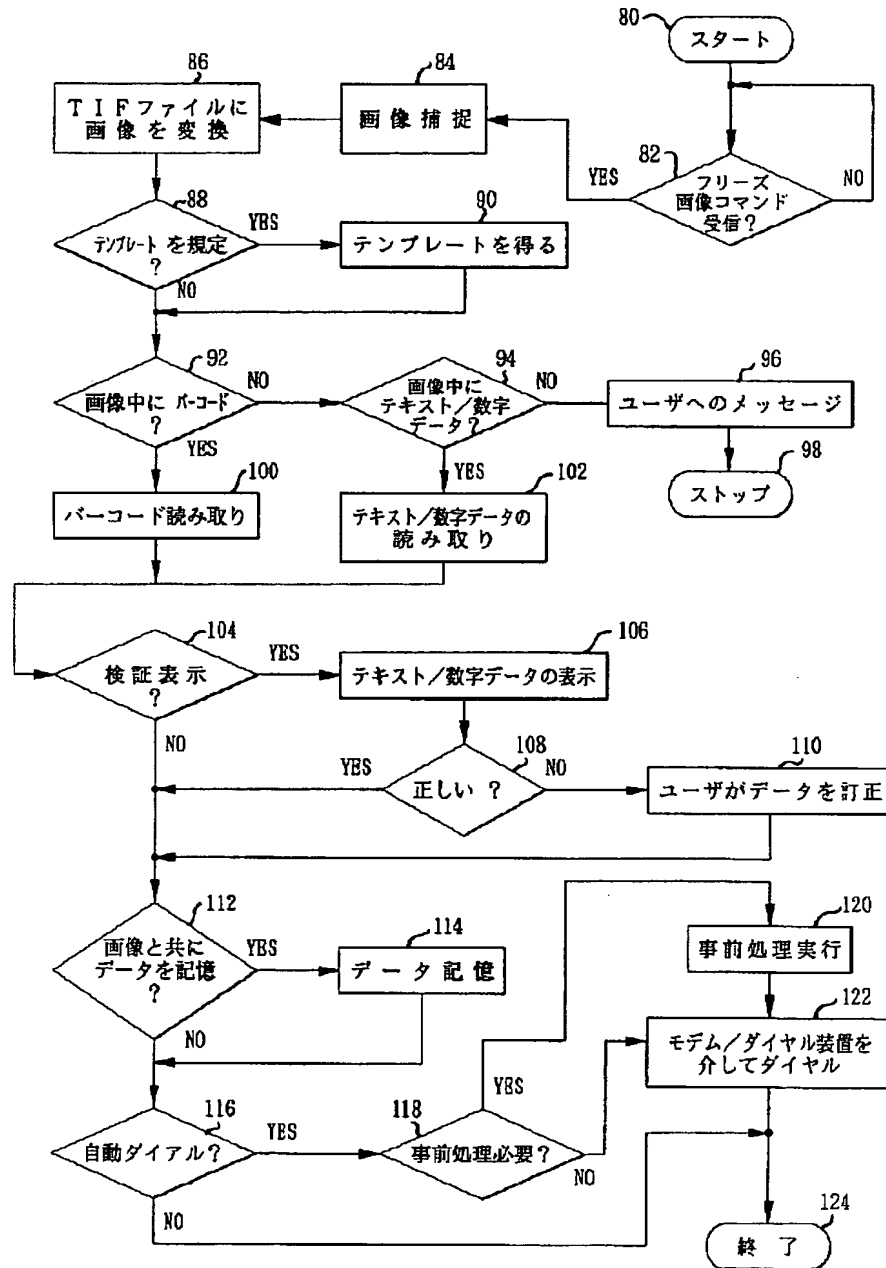 80
スタート
82
フリーズ
画像コマンド
受信?
YES
NO
84
画像捕捉
86
TIFファイルに
画像を変換
88
テンプレートを規定
?
YES
NO
90
テンプレートを得る
92
画像中にバーコード
?
NO
YES
94
画像中に
テキスト/数字
データ?
NO
YES
96
ユーザへのメッセージ
98
ストップ
100
バーコード読み取り
102
テキスト/数字データの
読み取り
104
検証表示
?
YES
NO
106
テキスト/数字データの表示
108
正しい?
YES
NO
110
ユーザがデータを訂正
112
画像と共に
データを記憶
?
YES
NO
114
データ記憶
116
自動ダイアル?
YES
NO
118
事前処理必要?
YES
NO
120
事前処理実行
122
モデム/ダイヤル装置を
介してダイヤル
124
終了